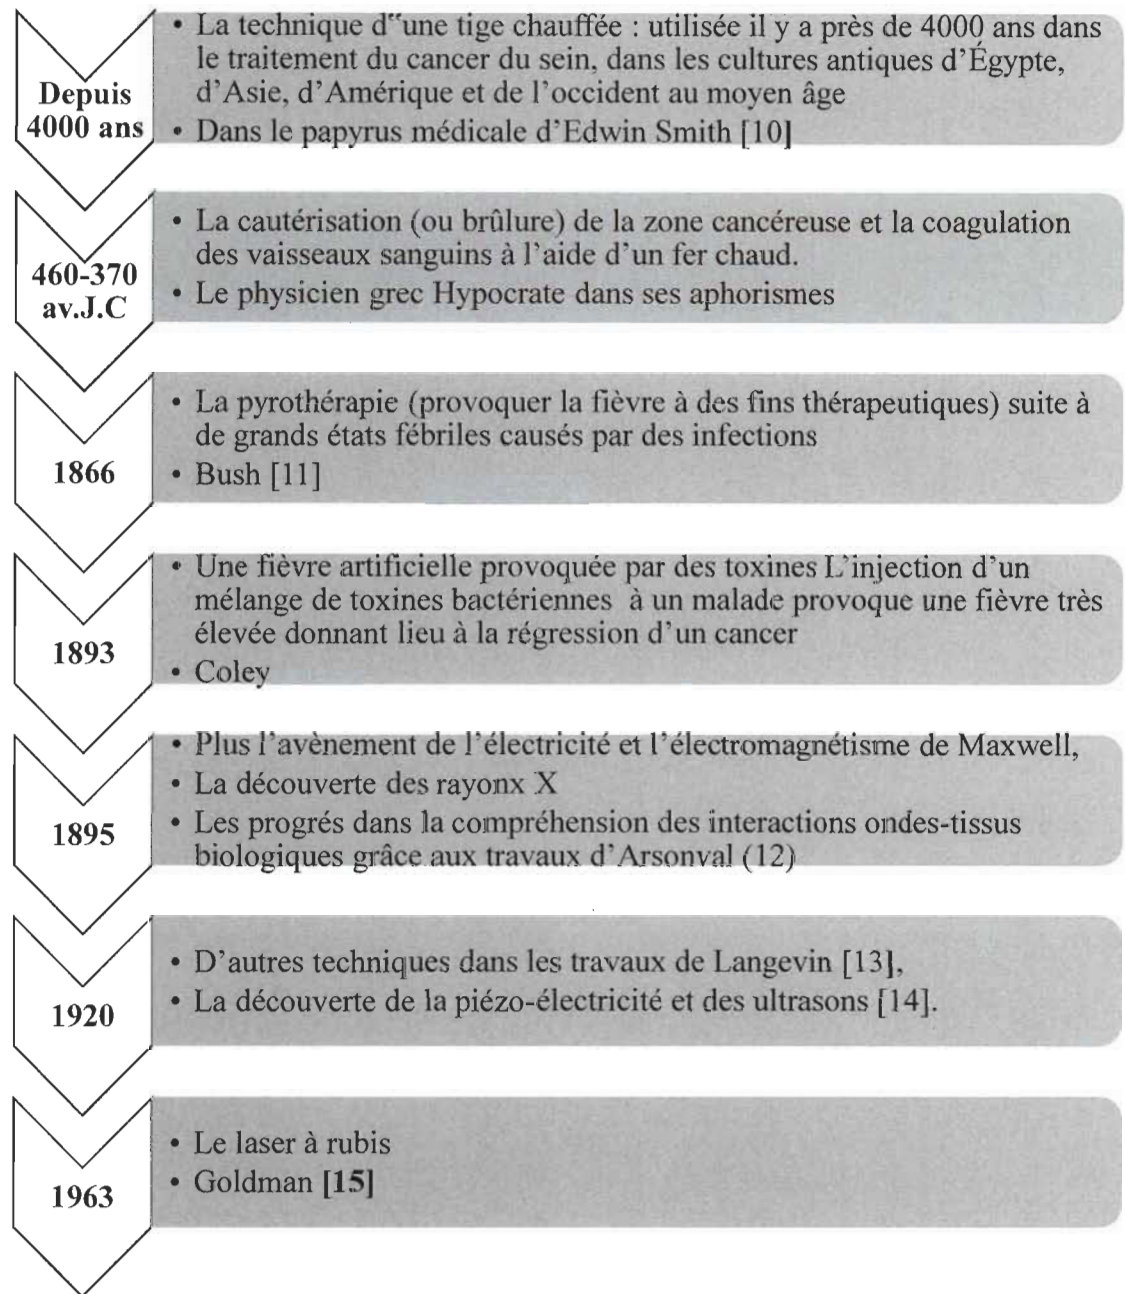 Depuis
4000 ans
• La technique d‟une tige chauffée : utilisée il y a près de 4000 ans dans
le traitement du cancer du sein, dans les cultures antiques d’Égypte,
d’Asie, d’Amérique et de l’occident au moyen âge
• Dans le papyrus médicale d’Edwin Smith [10]
460-370
av.J.C
• La cautérisation (ou brûlure) de la zone cancéreuse et la coagulation
des vaisseaux sanguins à l’aide d’un fer chaud.
• Le physicien grec Hypocrate dans ses aphorismes
1866
• La pyrothérapie (provoquer la fièvre à des fins thérapeutiques) suite à
de grands états fébriles causés par des infections
• Bush [11]
1893
• Une fièvre artificielle provoquée par des toxines L’injection d’un
mélange de toxines bactériennes à un malade provoque une fièvre très
élevée donnant lieu à la régression d’un cancer
• Coley
1895
• Plus l’avènement de l’électricité et l’électromagnétisme de Maxwell,
• La découverte des rayonx X
• Les progrés dans la compréhension des interactions ondes-tissus
biologiques grâce aux travaux d’Arsonval (12)
1920
• D’autres techniques dans les travaux de Langevin [13],
• La découverte de la piézo-électricité et des ultrasons [14].
1963
• Le laser à rubis
• Goldman [15]